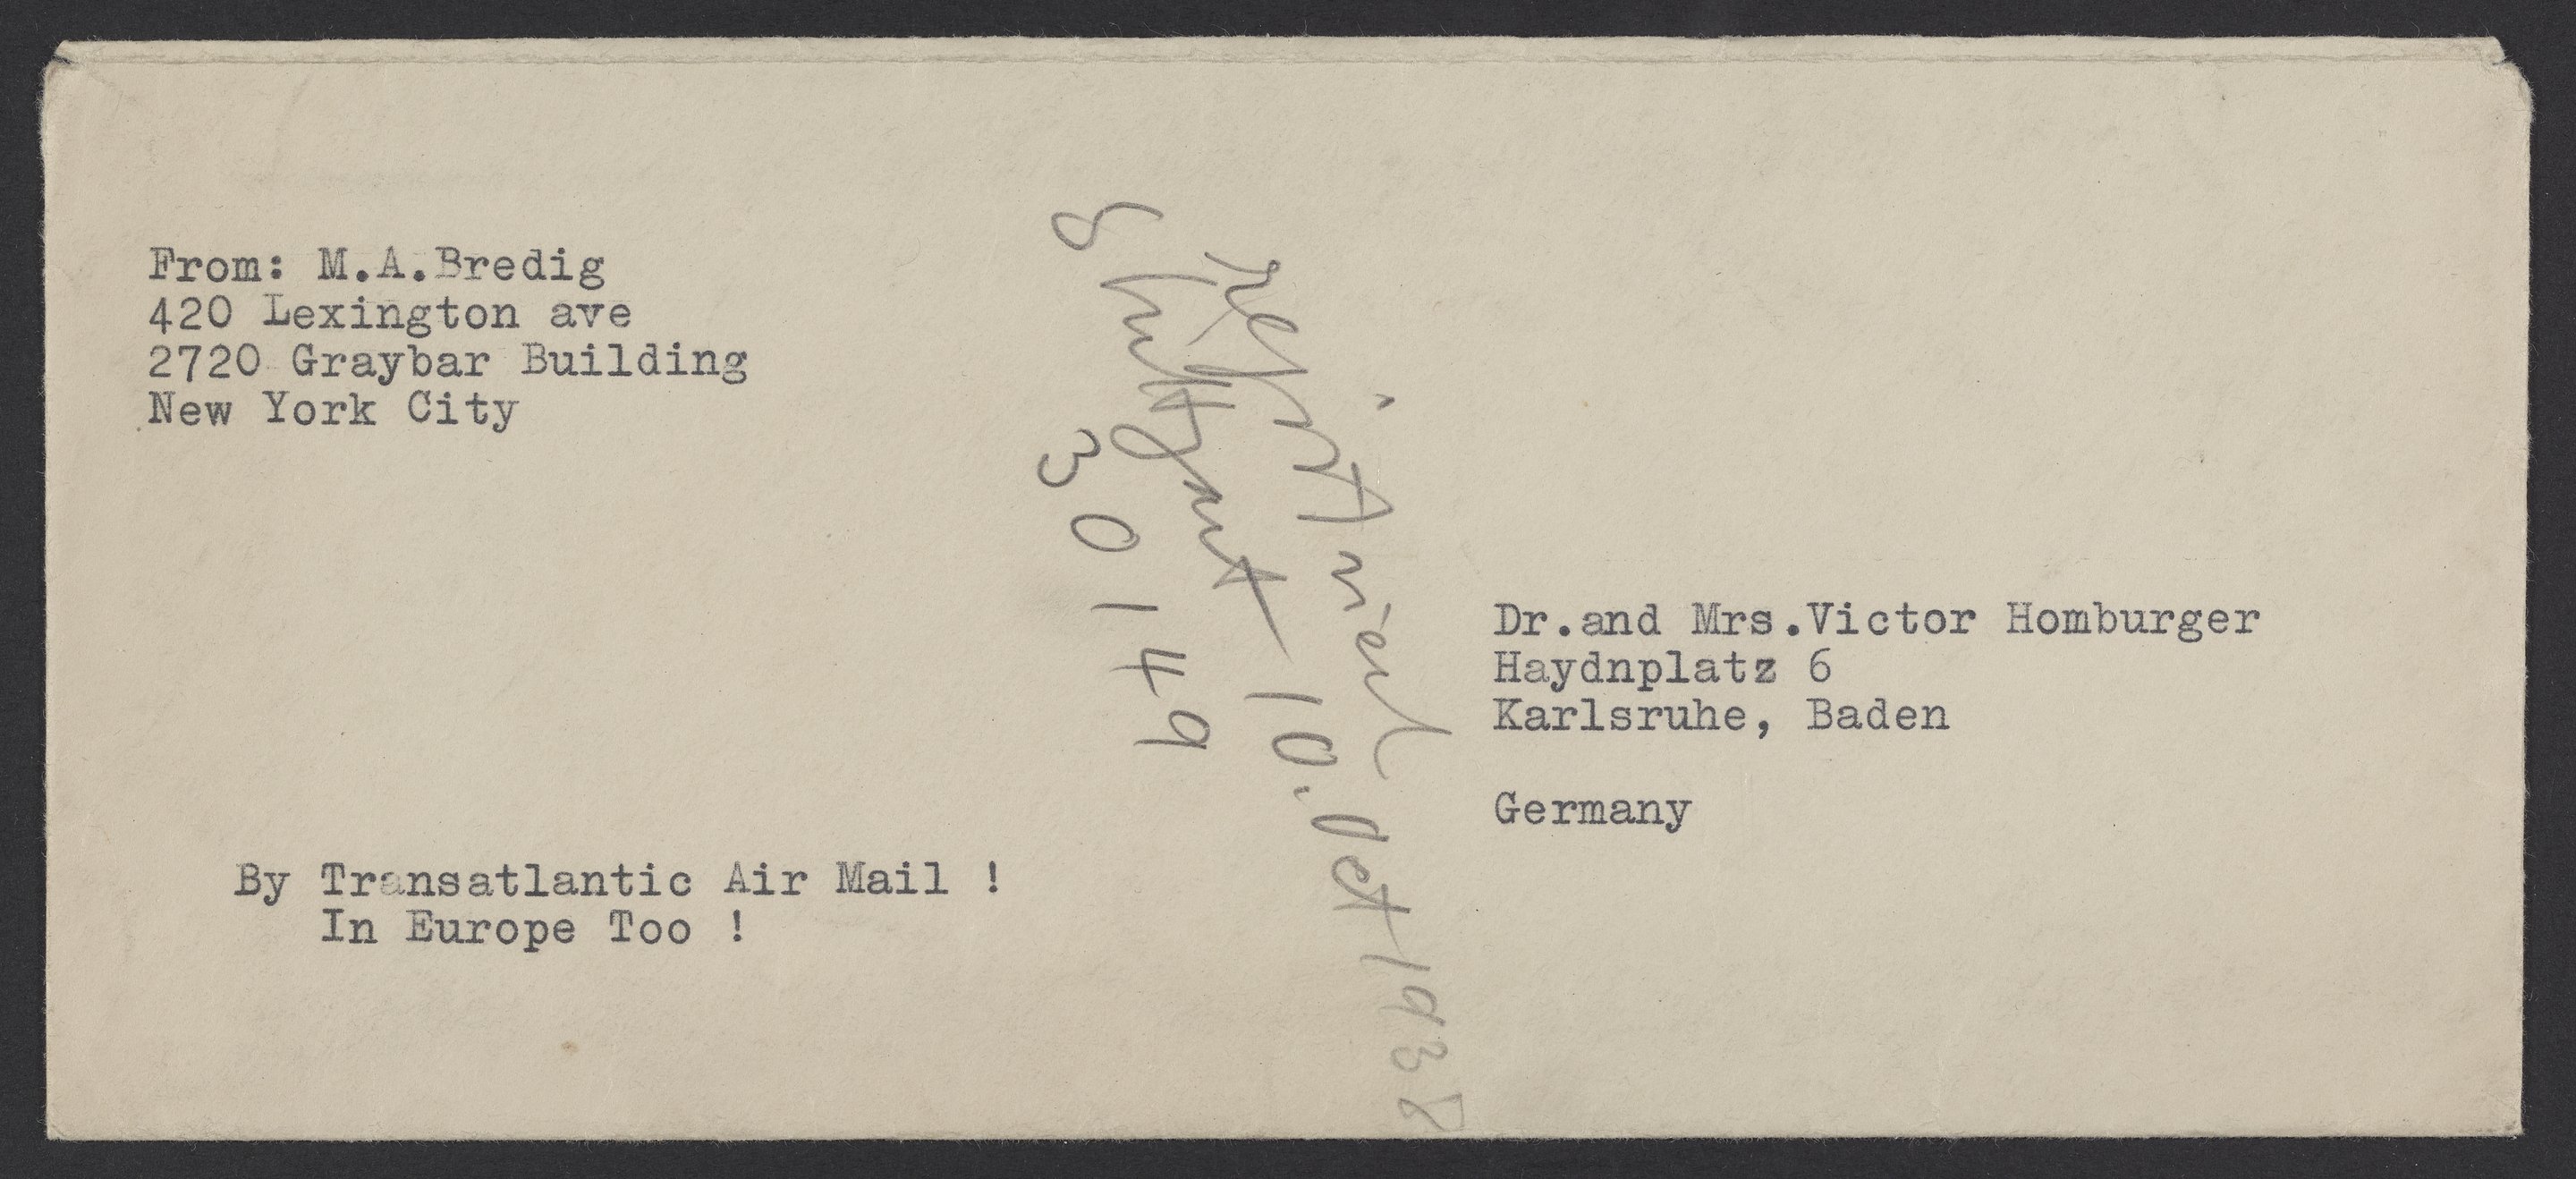 From: M.A.Bredig
420 Lexington ave
2720 Graybar Building
New York City
Dr.and Mrs.Victor Homburger
Haydnplatz 6
Karlsruhe, Baden
Germany
By Transatlantic Air Mail !
In Europe Too !
registriert
Stuttgart 10. Oct 1938
30149